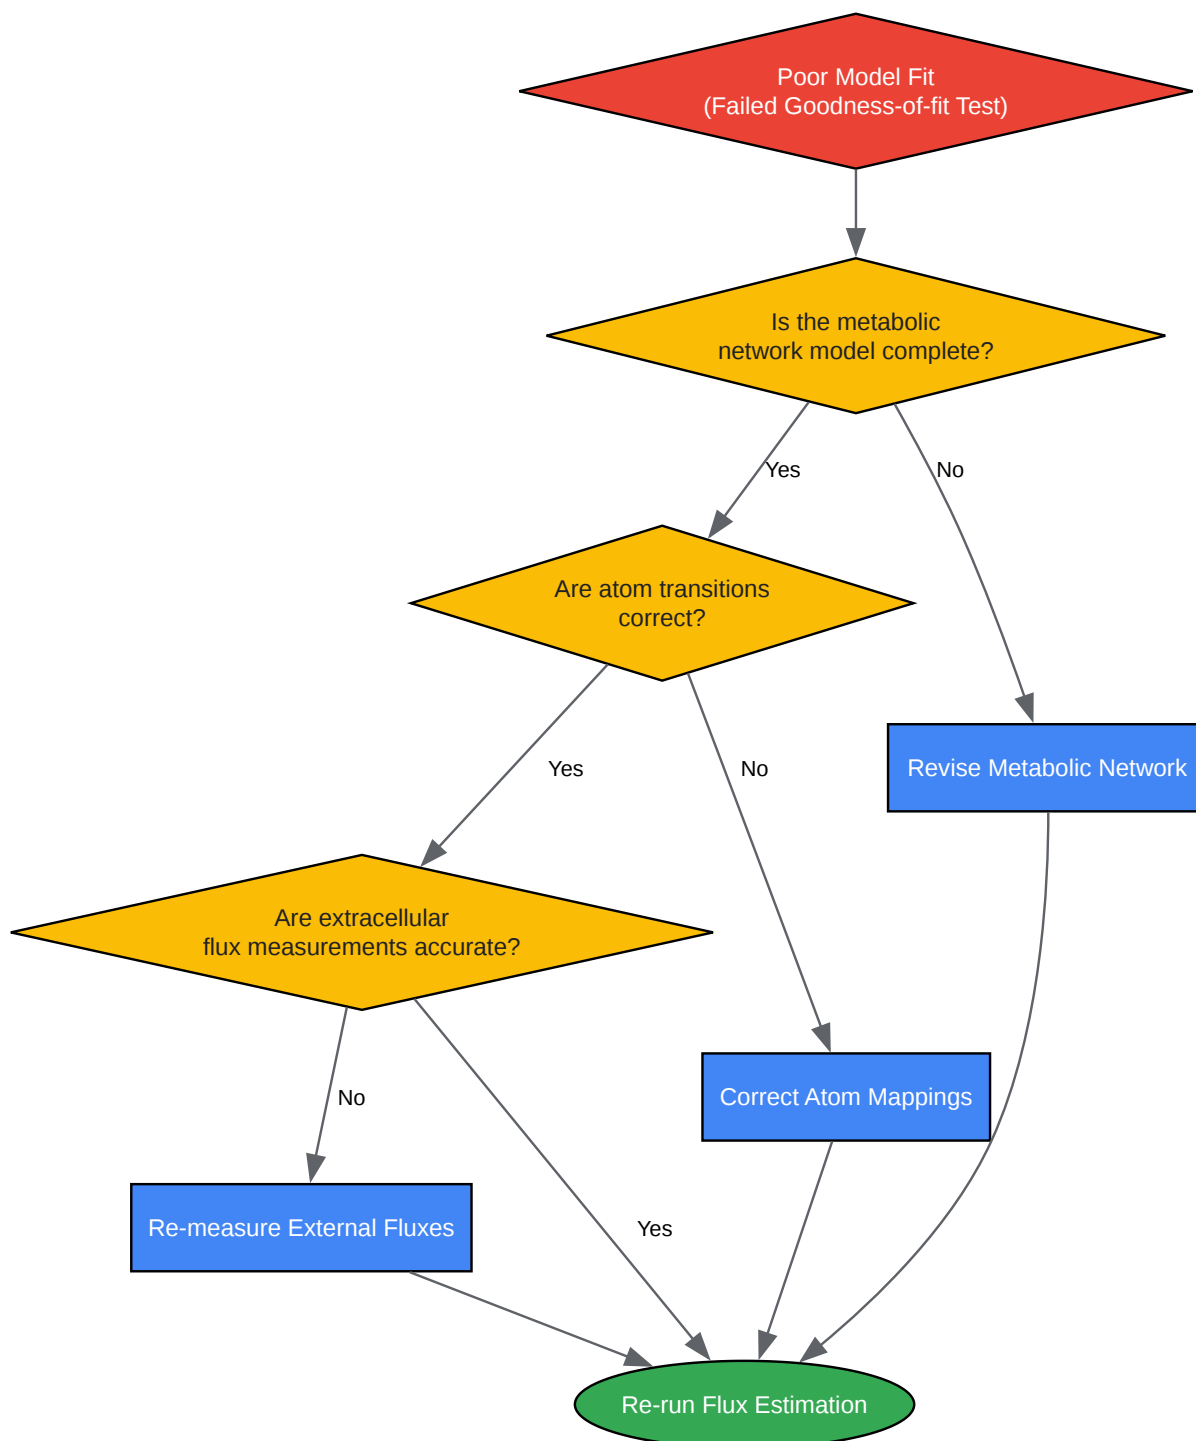 Poor Model Fit
(Failed Goodness-of-fit Test)
Is the metabolic
network model complete?
Yes
No
Are atom transitions
correct?
Revise Metabolic Network
Yes
No
Are extracellular
flux measurements accurate?
No
Correct Atom Mappings
Re-measure External Fluxes
Yes
Re-run Flux Estimation